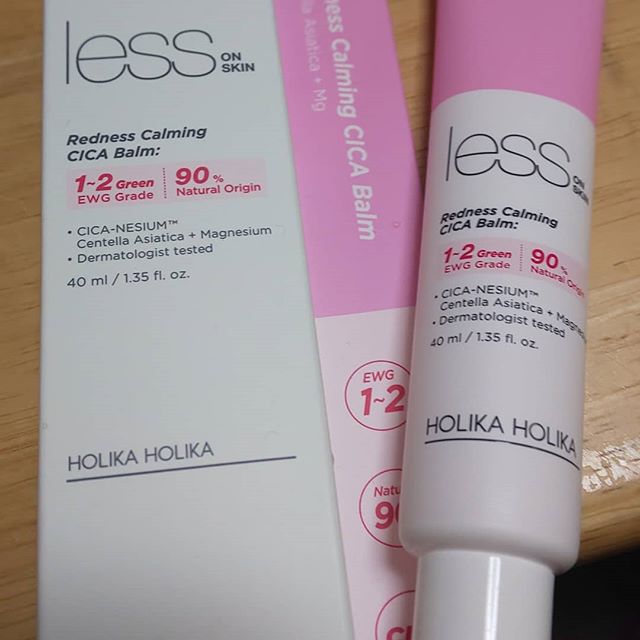 less ON SKIN
Redness Calming
CICA Balm:
1~2 Green
EWG Grade
90%
Natural Origin
• CICA-NESIUM™
Centella Asiatica + Magnesium
• Dermatologist tested
40 ml / 1.35 fl. oz.
HOLIKA HOLIKA
Calming CICA Balm
Asiatica + Mg
EWG
1~2
less ON SKIN
Redness Calming
CICA Balm:
1~2 Green
EWG Grade
90%
Natural Origin
• CICA-NESIUM™
Centella Asiatica +
• Dermatologist tested
40 ml / 1.35 fl. oz.
HOLIKA HOLIKA